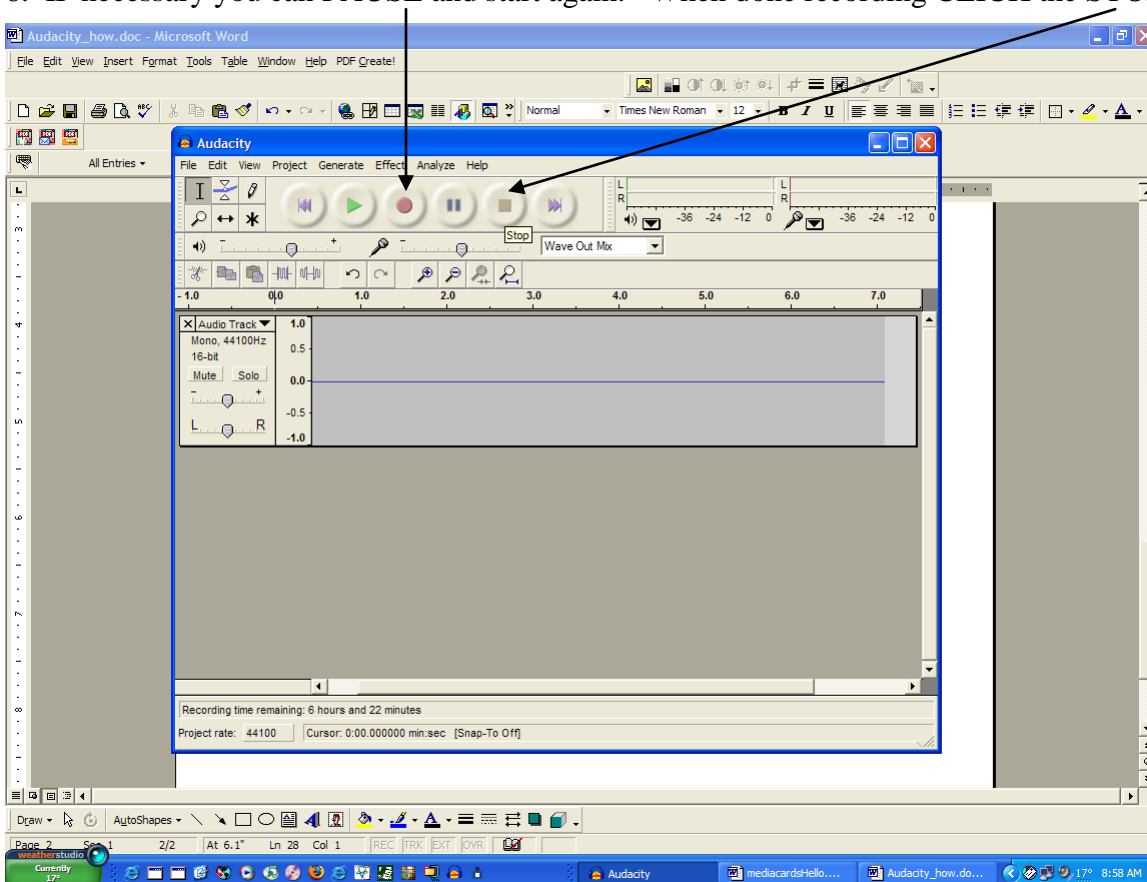 Audacity_how.doc - Microsoft Word
File Edit View Insert Format Tools Table Window Help PDF Create!
Normal Times New Roman 12 B I U A
All Entries
Audacity
File Edit View Project Generate Effect Analyze Help
L
R
L
R
-36 -24 -12 0
-36 -24 -12 0
Stop
Wave Out Mix
- 1.0 0.0 1.0 2.0 3.0 4.0 5.0 6.0 7.0
Audio Track
Mono, 44100Hz
16-bit
Mute Solo
- +
L R
1.0
0.5
0.0
-0.5
-1.0
Recording time remaining: 6 hours and 22 minutes
Project rate: 44100 Cursor: 0:00.000000 min:sec [Snap-To Off]
Draw AutoShapes A
Page 2 Sec 1 2/2 At 6.1" Ln 28 Col 1 REC TRK EXT OVR
weatherstudio
Currently
17°
Audacity mediacardsHello.... Audacity_how.do... 17° 8:58 AM